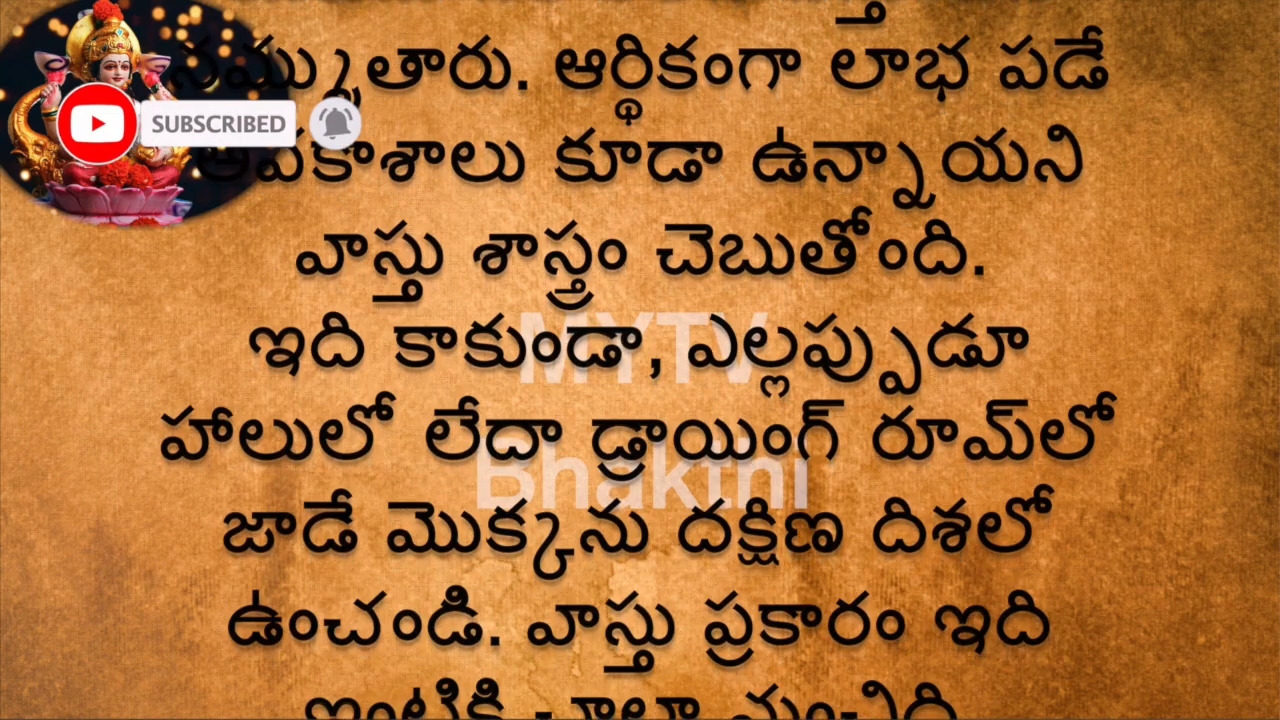 నమ్ముతారు. ఆర్థికంగా లాభ పడే
SUBSCRIBED
అవకాశాలు కూడా ఉన్నాయని
వాస్తు శాస్త్రం చెబుతోంది.
ఇది కాకుండా, ఎల్లప్పుడూ
MYTV
హాలులో లేదా డ్రాయింగ్ రూమ్‌లో
Bhakthi
జాడే మొక్కను దక్షిణ దిశలో
ఉంచండి. వాస్తు ప్రకారం ఇది
ఇంటికి చాలా మంచిది